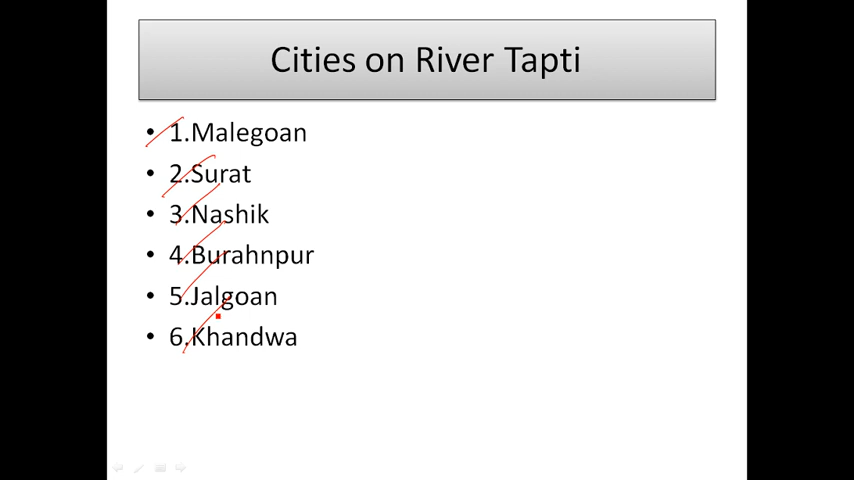 Cities on River Tapti
• 1.Malegoan
• 2.Surat
• 3.Nashik
• 4.Burahnpur
• 5.Jalgoan
• 6.Khandwa